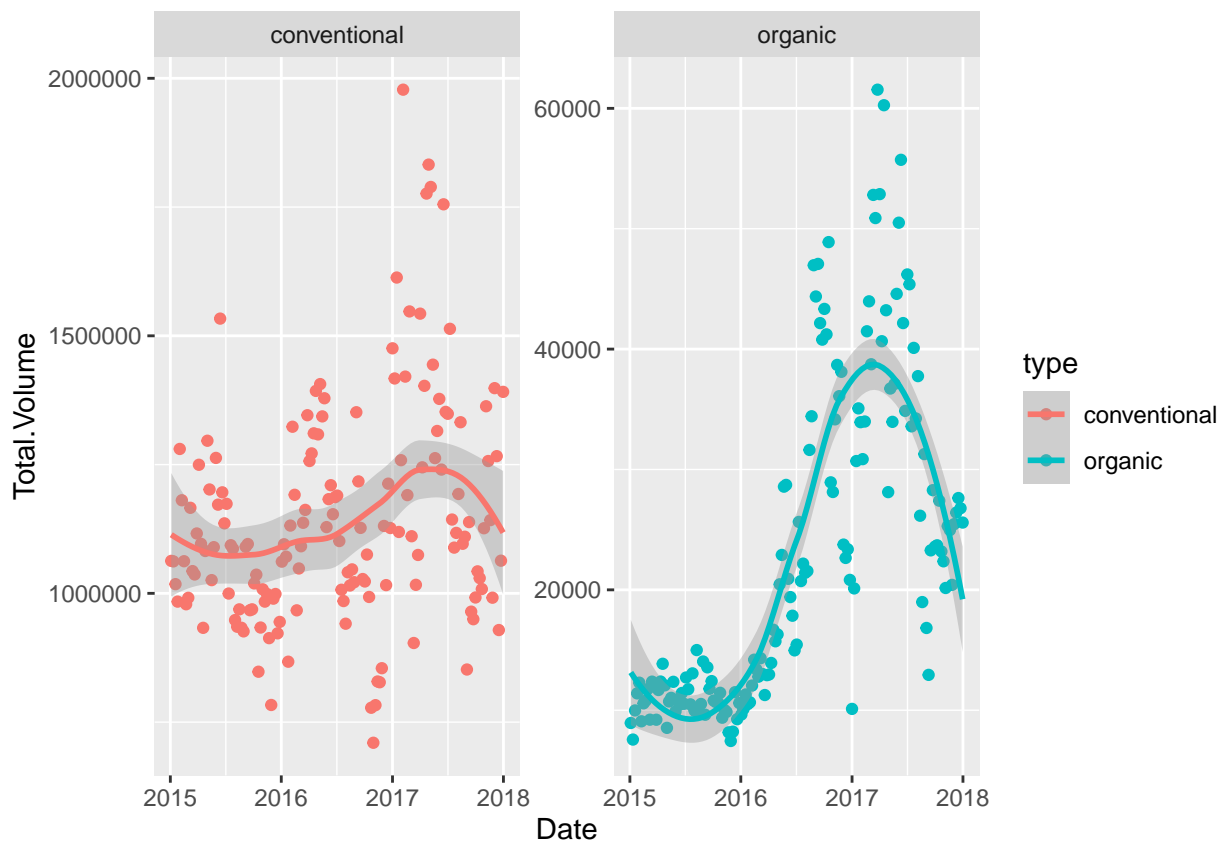 conventional
organic
2000000
1500000
1000000
60000
40000
20000
2015 2016 2017 2018
2015 2016 2017 2018
Total.Volume
Date
type
conventional
organic